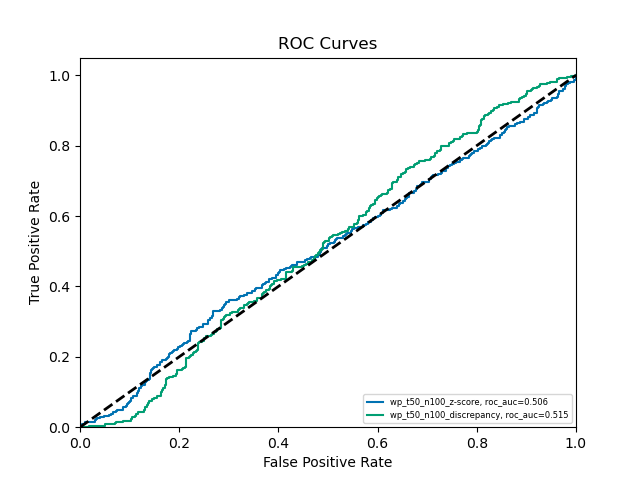 ROC Curves
True Positive Rate
1.0
0.8
0.6
0.4
0.2
0.0
wp_t50_n100_z-score, roc_auc=0.506
wp_t50_n100_discrepancy, roc_auc=0.515
0.0 0.2 0.4 0.6 0.8 1.0
False Positive Rate